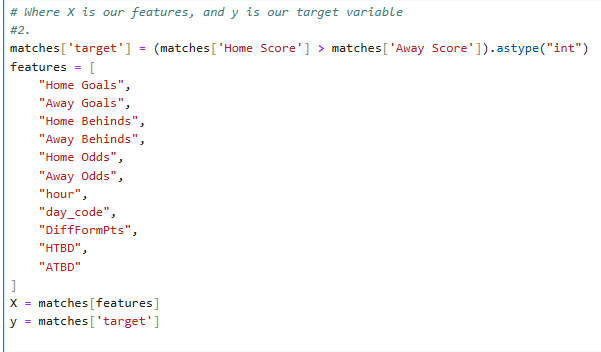 # Where X is our features, and y is our target variable
#2.
matches['target'] = (matches['Home Score'] > matches['Away Score']).astype("int")
features = [
    "Home Goals",
    "Away Goals",
    "Home Behinds",
    "Away Behinds",
    "Home Odds",
    "Away Odds",
    "hour",
    "day_code",
    "DiffFormPts",
    "HTBD",
    "ATBD"
]
X = matches[features]
y = matches['target']